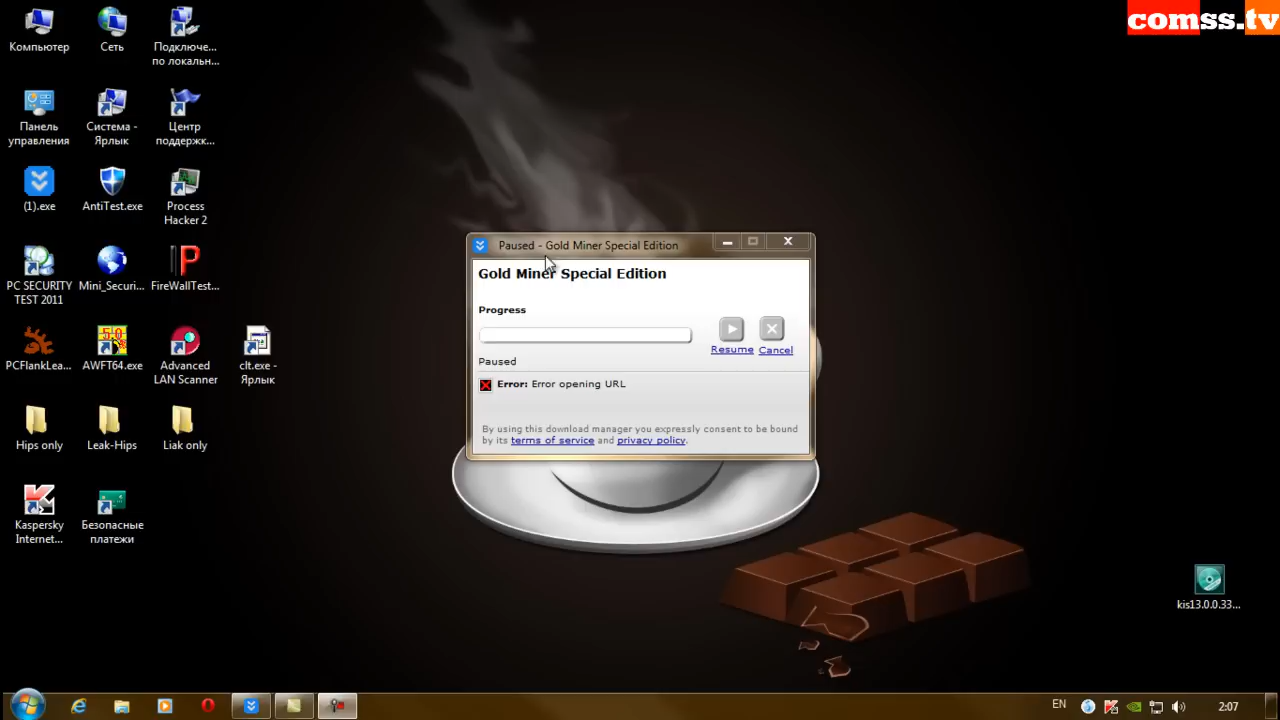 comss.tv
Компьютер
Сеть
Подключе...
по локальн...
Панель
управления
Система -
Ярлык
Центр
поддержк...
(1).exe
AntiTest.exe
Process
Hacker 2
PC SECURITY
TEST 2011
Mini_Securi...
FireWallTest...
PCFlankLea...
AWFT64.exe
Advanced
LAN Scanner
clt.exe -
Ярлык
Hips only
Leak-Hips
Liak only
Kaspersky
Internet...
Безопасные
платежи
Paused - Gold Miner Special Edition
Gold Miner Special Edition
Progress
Resume Cancel
Paused
Error: Error opening URL
By using this download manager you expressly consent to be bound
by its terms of service and privacy policy.
kis13.0.0.33...
EN
2:07